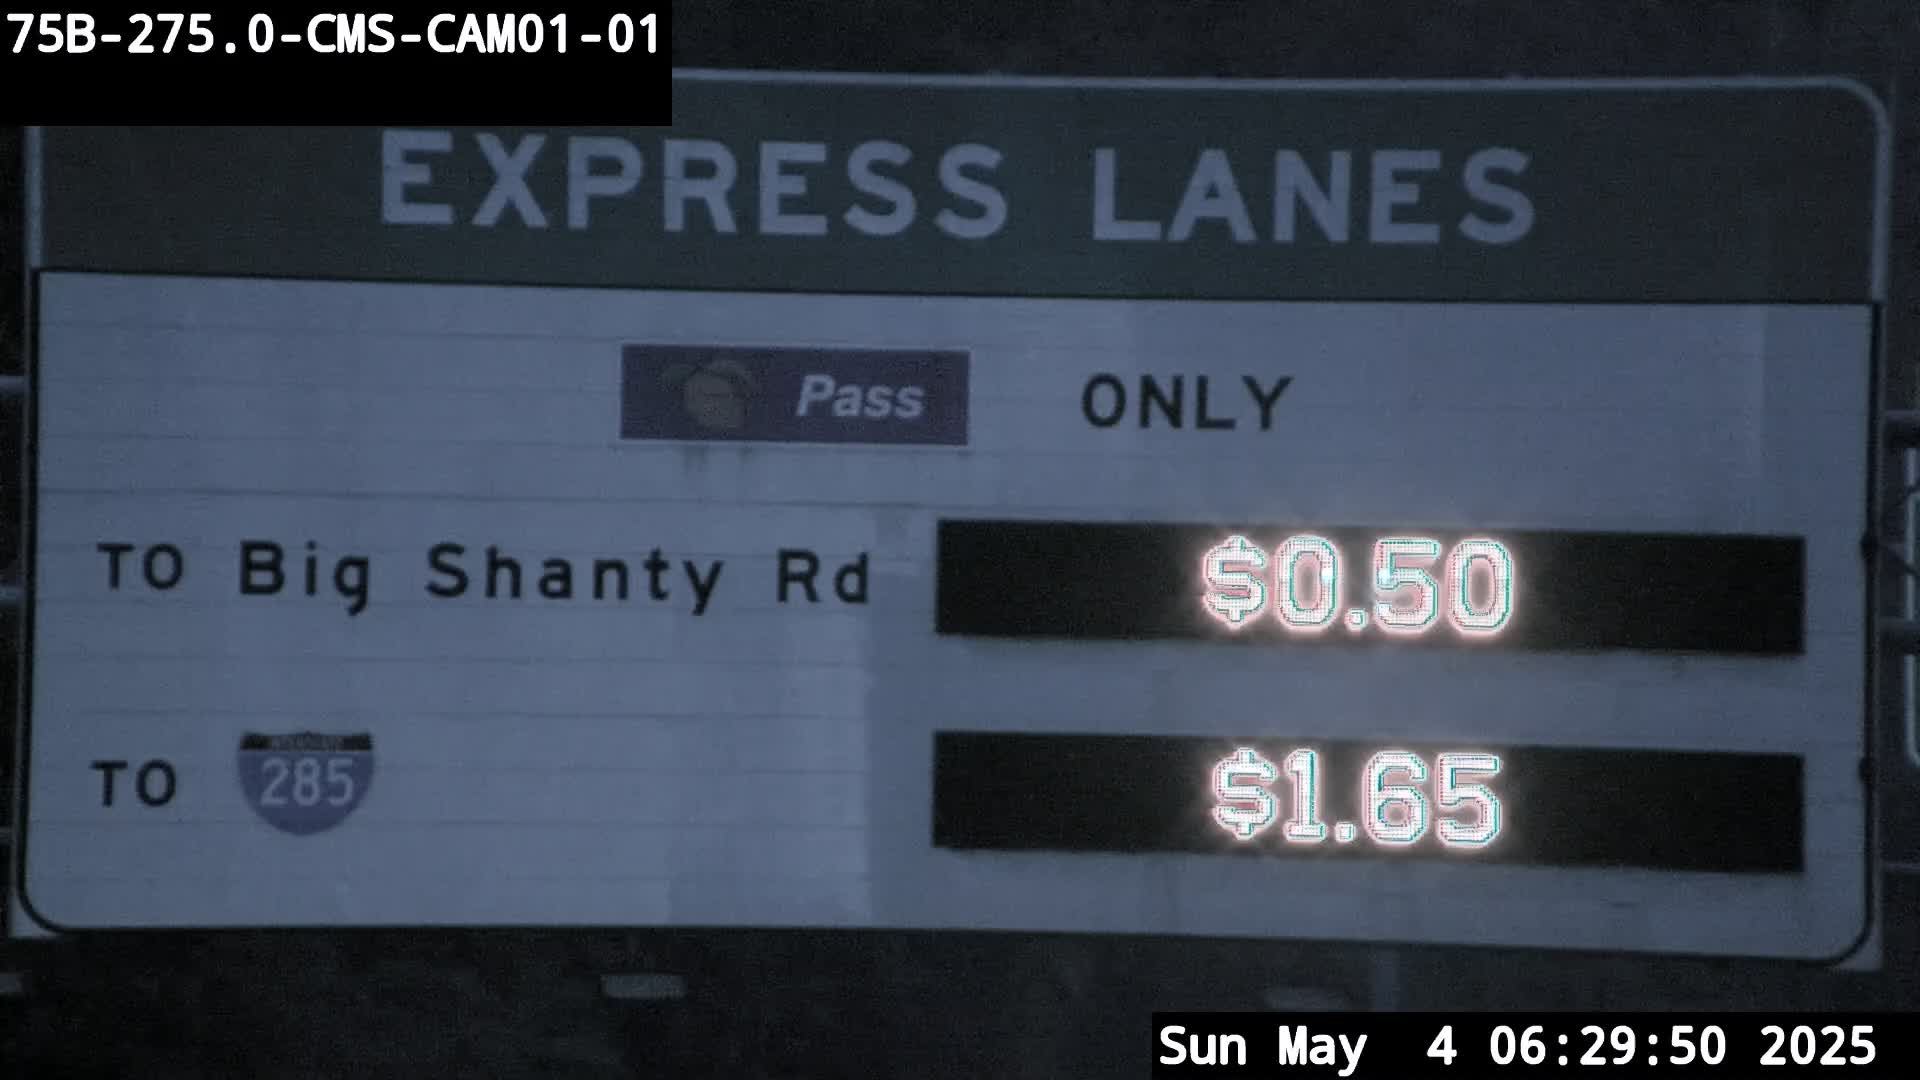 75B-275.0-CMS-CAM01-01
EXPRESS LANES
Pass ONLY
TO Big Shanty Rd $0.50
INTERSTATE
TO 285 $1.65
Sun May 4 06:29:50 2025